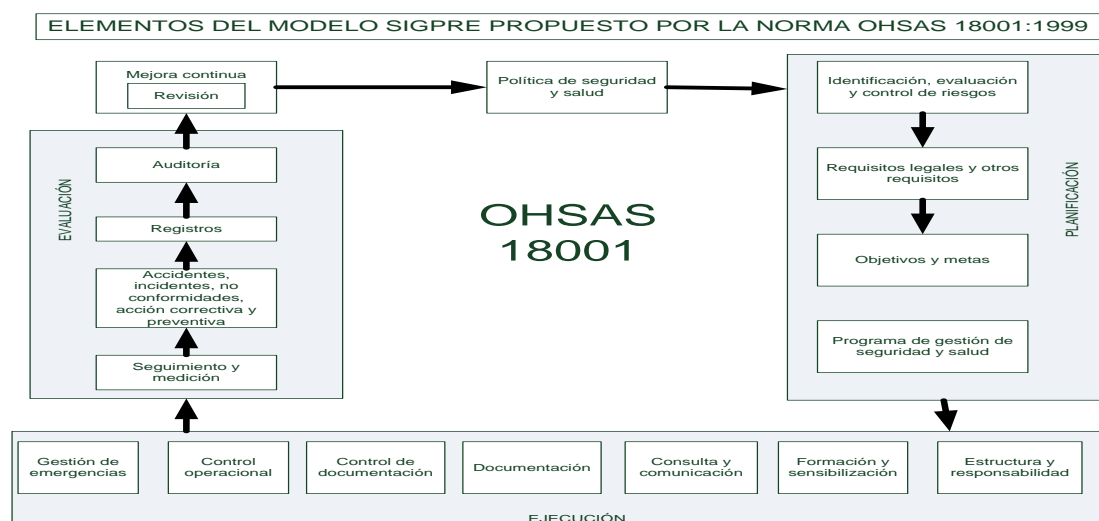 ELEMENTOS DEL MODELO SIGPRE PROPUESTO POR LA NORMA OHSAS 18001:1999
Mejora continua
Revisión
Política de seguridad
y salud
Identificación, evaluación
y control de riesgos
Auditoría
Requisitos legales y otros
requisitos
EVALUACIÓN
PLANIFICACIÓN
Registros
OHSAS
18001
Objetivos y metas
Accidentes,
incidentes, no
conformidades,
acción correctiva y
preventiva
Programa de gestión de
seguridad y salud
Seguimiento y
medición
Gestión de
emergencias
Control
operacional
Control de
documentación
Documentación
Consulta y
comunicación
Formación y
sensibilización
Estructura y
responsabilidad
EJECUCIÓN